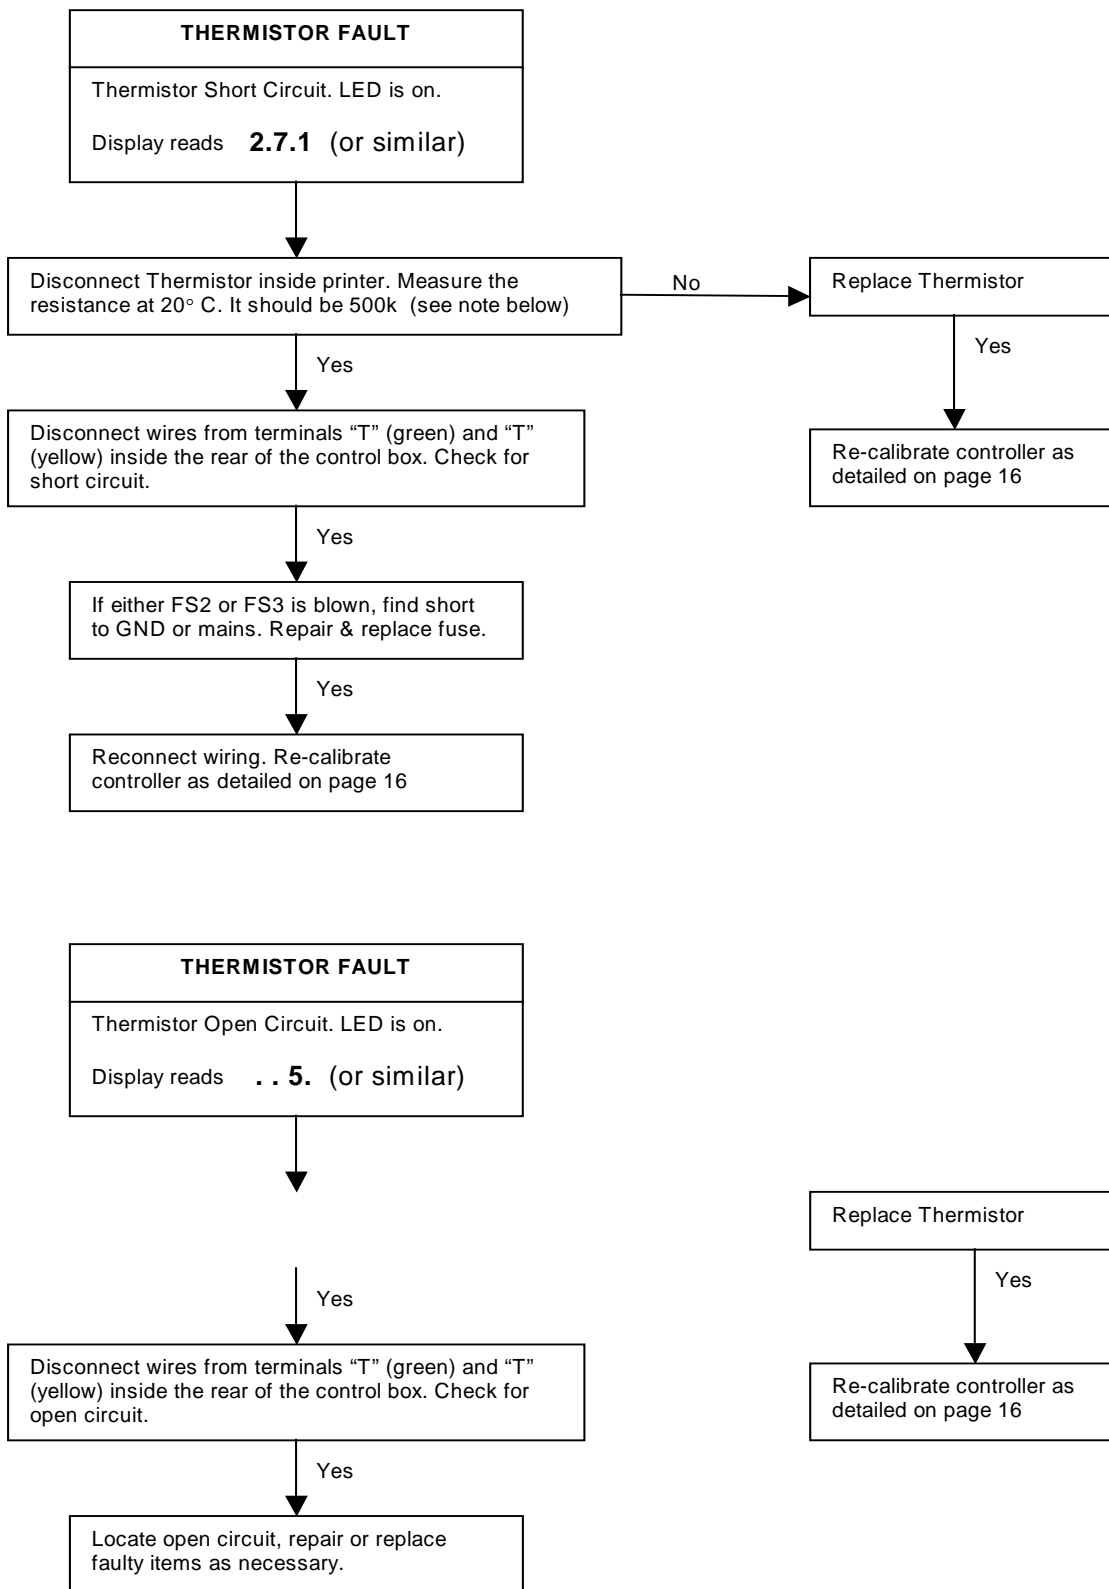 THERMISTOR FAULT
Thermistor Short Circuit. LED is on.
Display reads 2.7.1 (or similar)
Disconnect Thermistor inside printer. Measure the
resistance at 20° C. It should be 500k (see note below)
No
Replace Thermistor
Yes
Yes
Disconnect wires from terminals “T” (green) and “T”
(yellow) inside the rear of the control box. Check for
short circuit.
Re-calibrate controller as
detailed on page 16
Yes
If either FS2 or FS3 is blown, find short
to GND or mains. Repair & replace fuse.
Yes
Reconnect wiring. Re-calibrate
controller as detailed on page 16
THERMISTOR FAULT
Thermistor Open Circuit. LED is on.
Display reads . . 5. (or similar)
Replace Thermistor
Yes
Yes
Disconnect wires from terminals “T” (green) and “T”
(yellow) inside the rear of the control box. Check for
open circuit.
Re-calibrate controller as
detailed on page 16
Yes
Locate open circuit, repair or replace
faulty items as necessary.